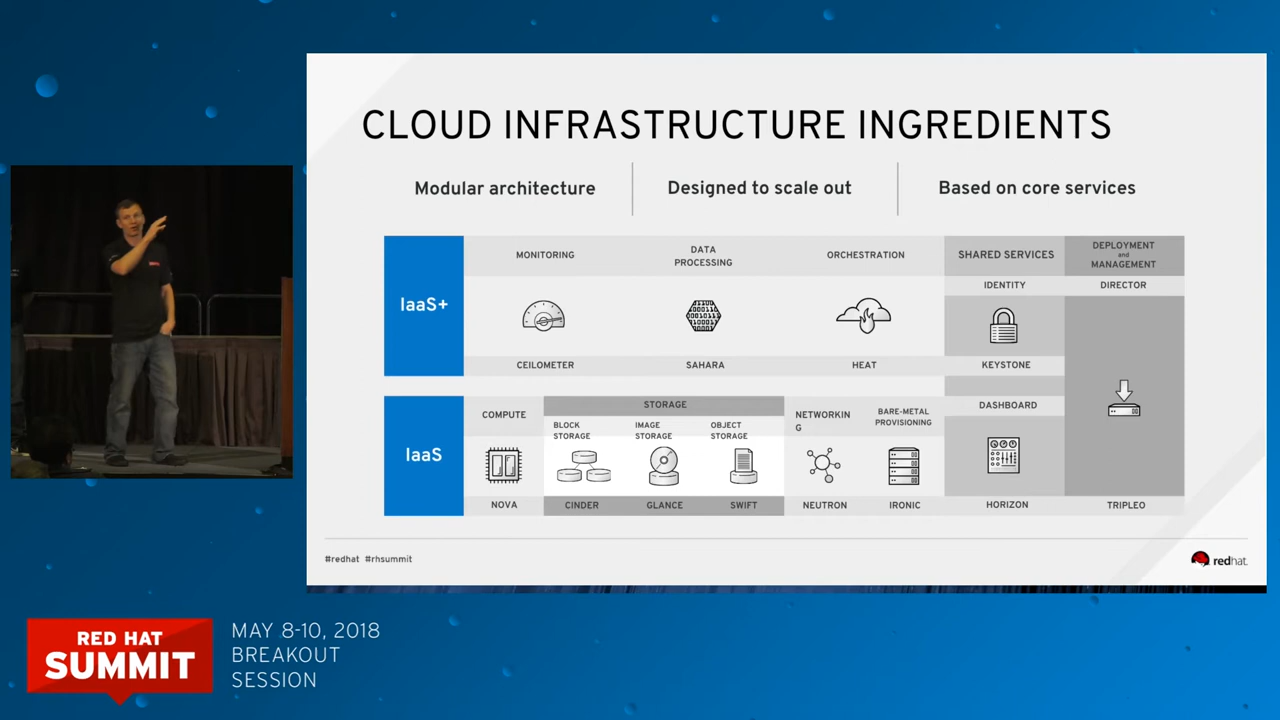 CLOUD INFRASTRUCTURE INGREDIENTS
Modular architecture
Designed to scale out
Based on core services
IaaS+
MONITORING
DATA
PROCESSING
ORCHESTRATION
SHARED SERVICES
DEPLOYMENT
and
MANAGEMENT
IDENTITY
DIRECTOR
CEILOMETER
SAHARA
HEAT
KEYSTONE
IaaS
COMPUTE
STORAGE
BLOCK
STORAGE
IMAGE
STORAGE
OBJECT
STORAGE
NETWORKIN
G
BARE-METAL
PROVISIONING
DASHBOARD
NOVA
CINDER
GLANCE
SWIFT
NEUTRON
IRONIC
HORIZON
TRIPLEO
#redhat #rhsummit
redhat.
RED HAT
SUMMIT
MAY 8-10, 2018
BREAKOUT
SESSION